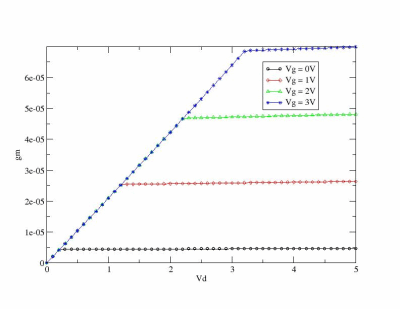 6e-05
5e-05
4e-05
3e-05
2e-05
1e-05
0
gm
0
1
2
3
4
5
Vd
Vg = 0V
Vg = 1V
Vg = 2V
Vg = 3V